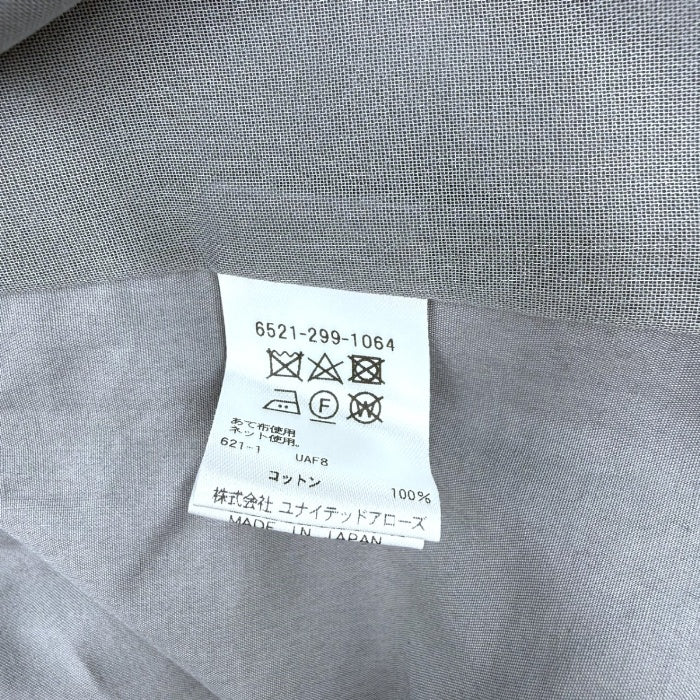 6521-299-1064
F W
あて布使用
ネット使用。
621-1 UAF8
コットン 100%
株式会社 ユナイテッドアローズ
MADE IN JAPAN